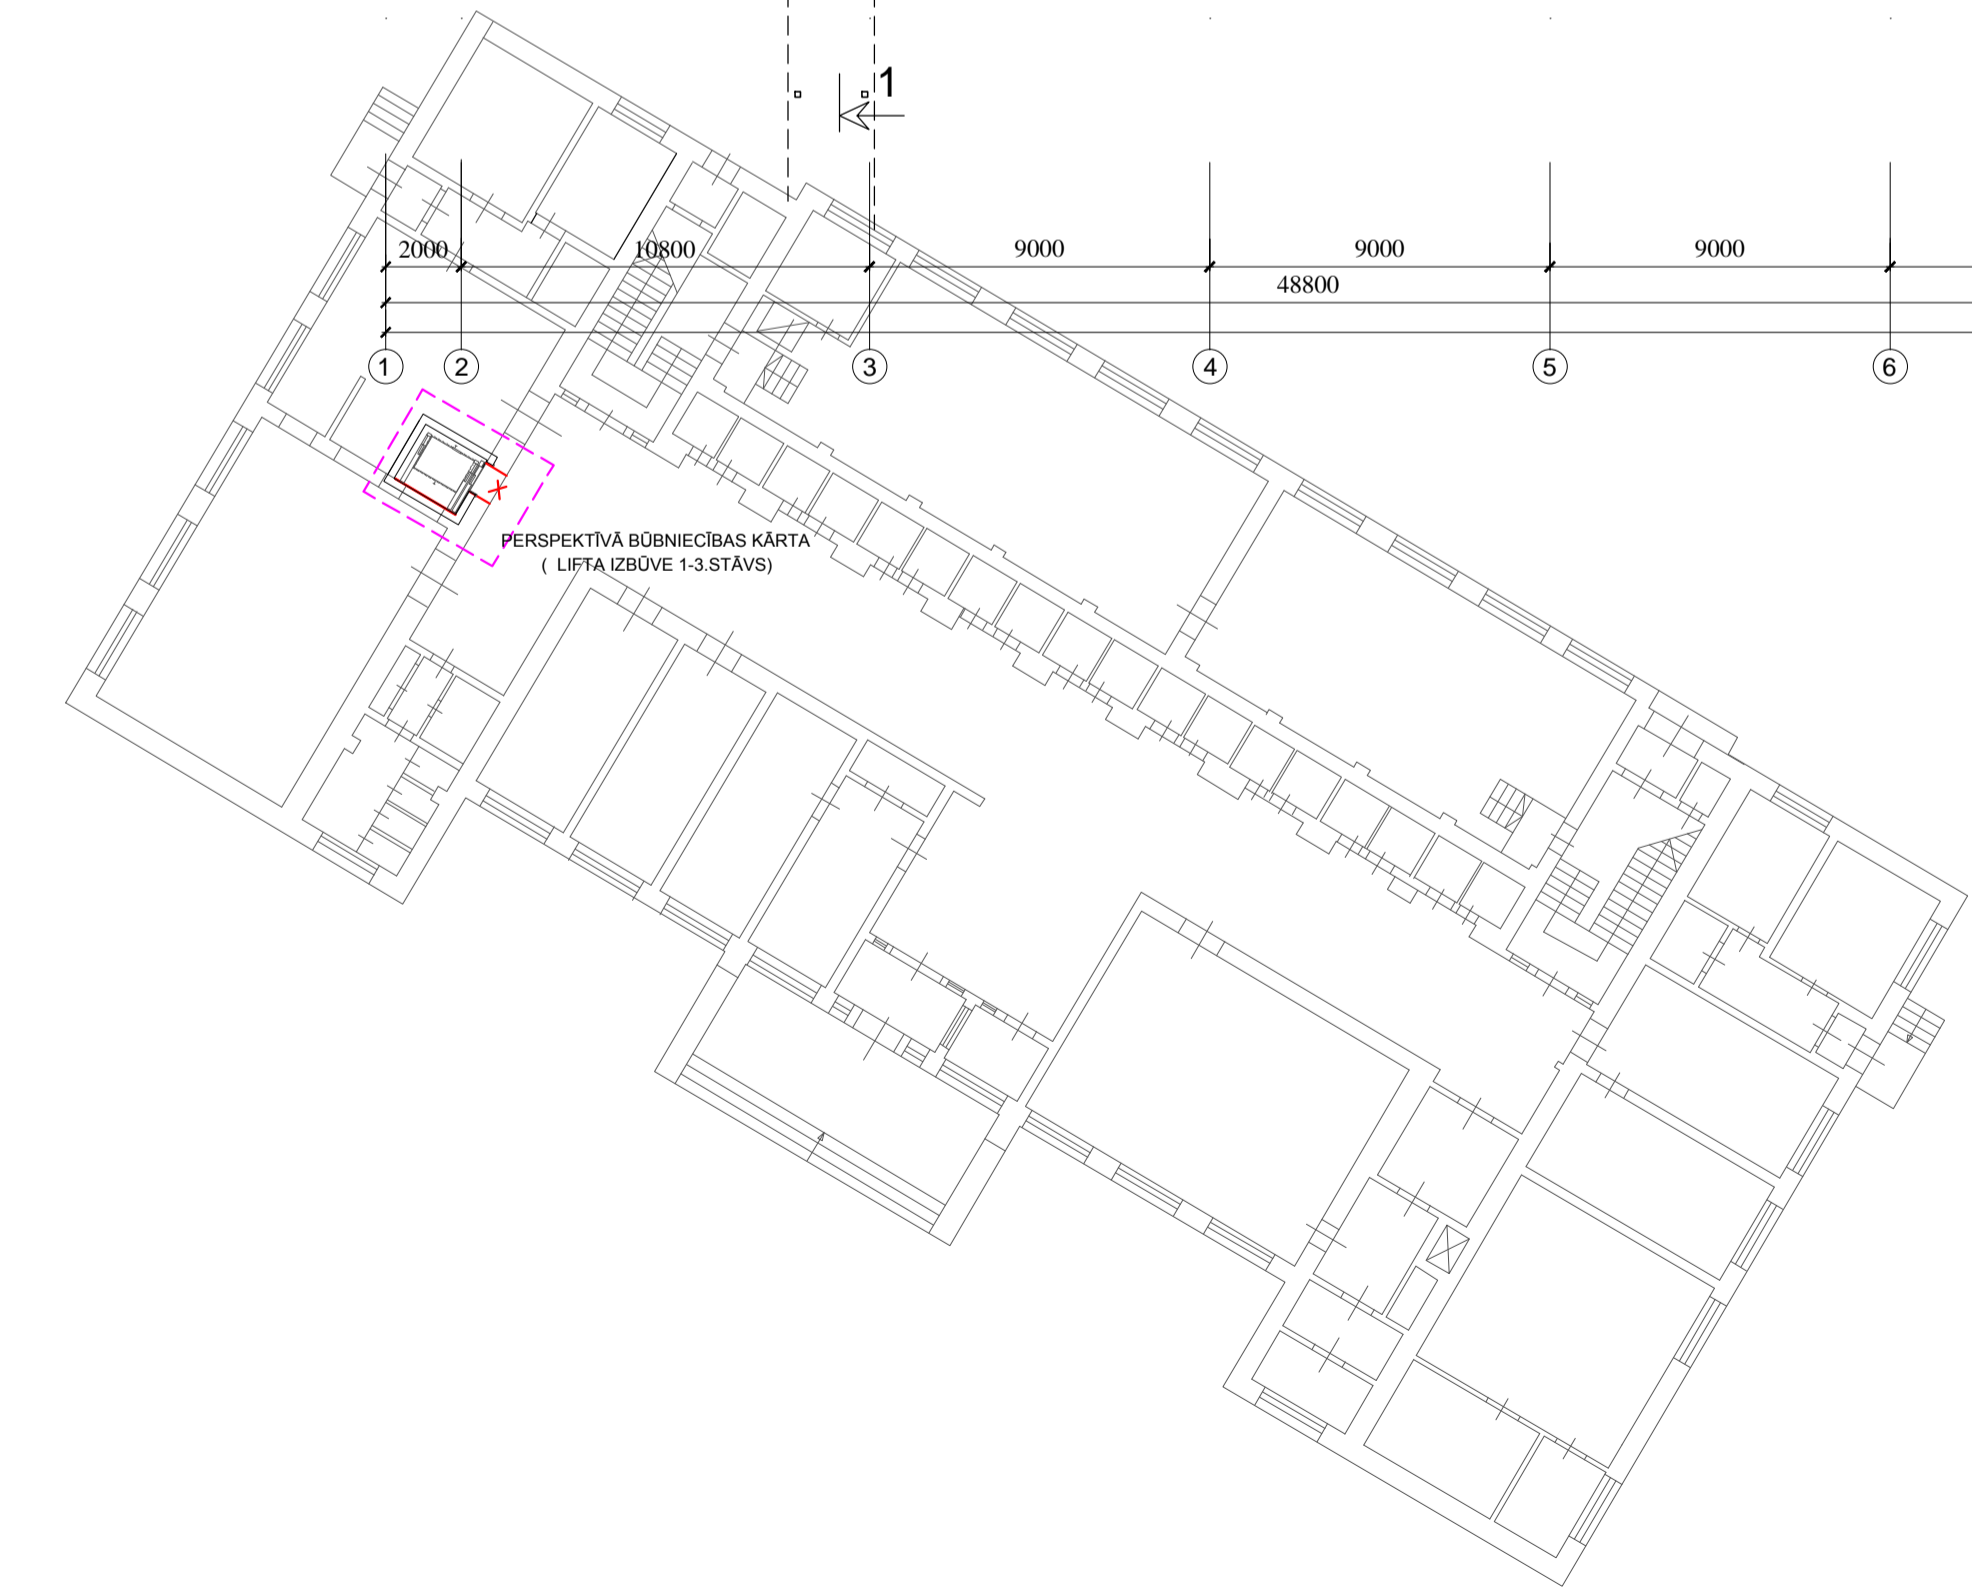 1
2000 10800 9000 9000 9000
48800
1 2 3 4 5 6
PERSPEKTĪVĀ BŪBNIECĪBAS KĀRTA
( LIFTA IZBŪVE 1-3.STĀVS)